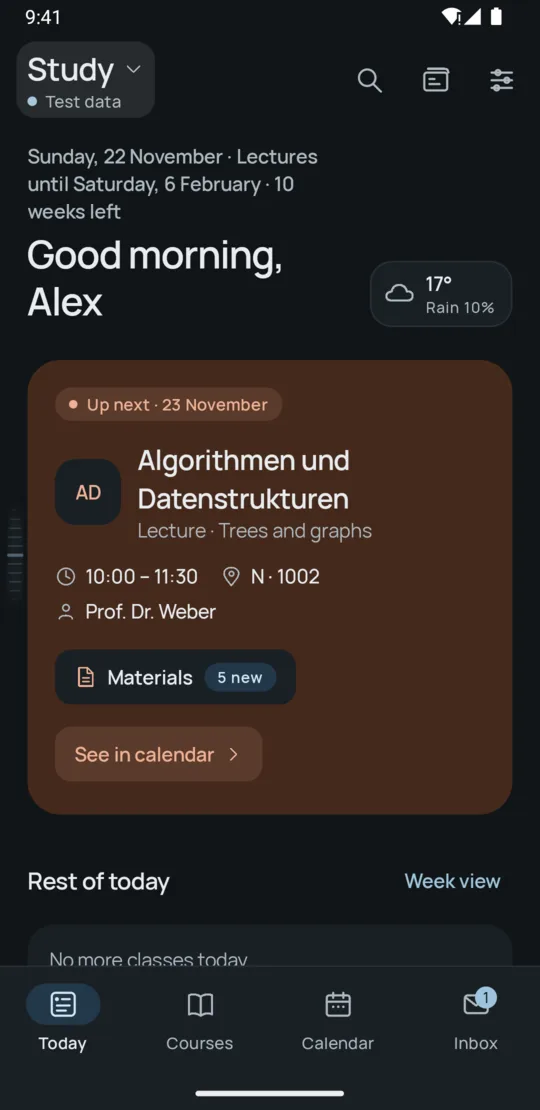 9:41
Study
Test data
Sunday, 22 November · Lectures
until Saturday, 6 February · 10
weeks left
Good morning,
Alex
17°
Rain 10%
Up next · 23 November
AD
Algorithmen und
Datenstrukturen
Lecture · Trees and graphs
10:00 – 11:30
N · 1002
Prof. Dr. Weber
Materials
5 new
See in calendar
Rest of today
Week view
No more classes today
1
Today
Courses
Calendar
Inbox